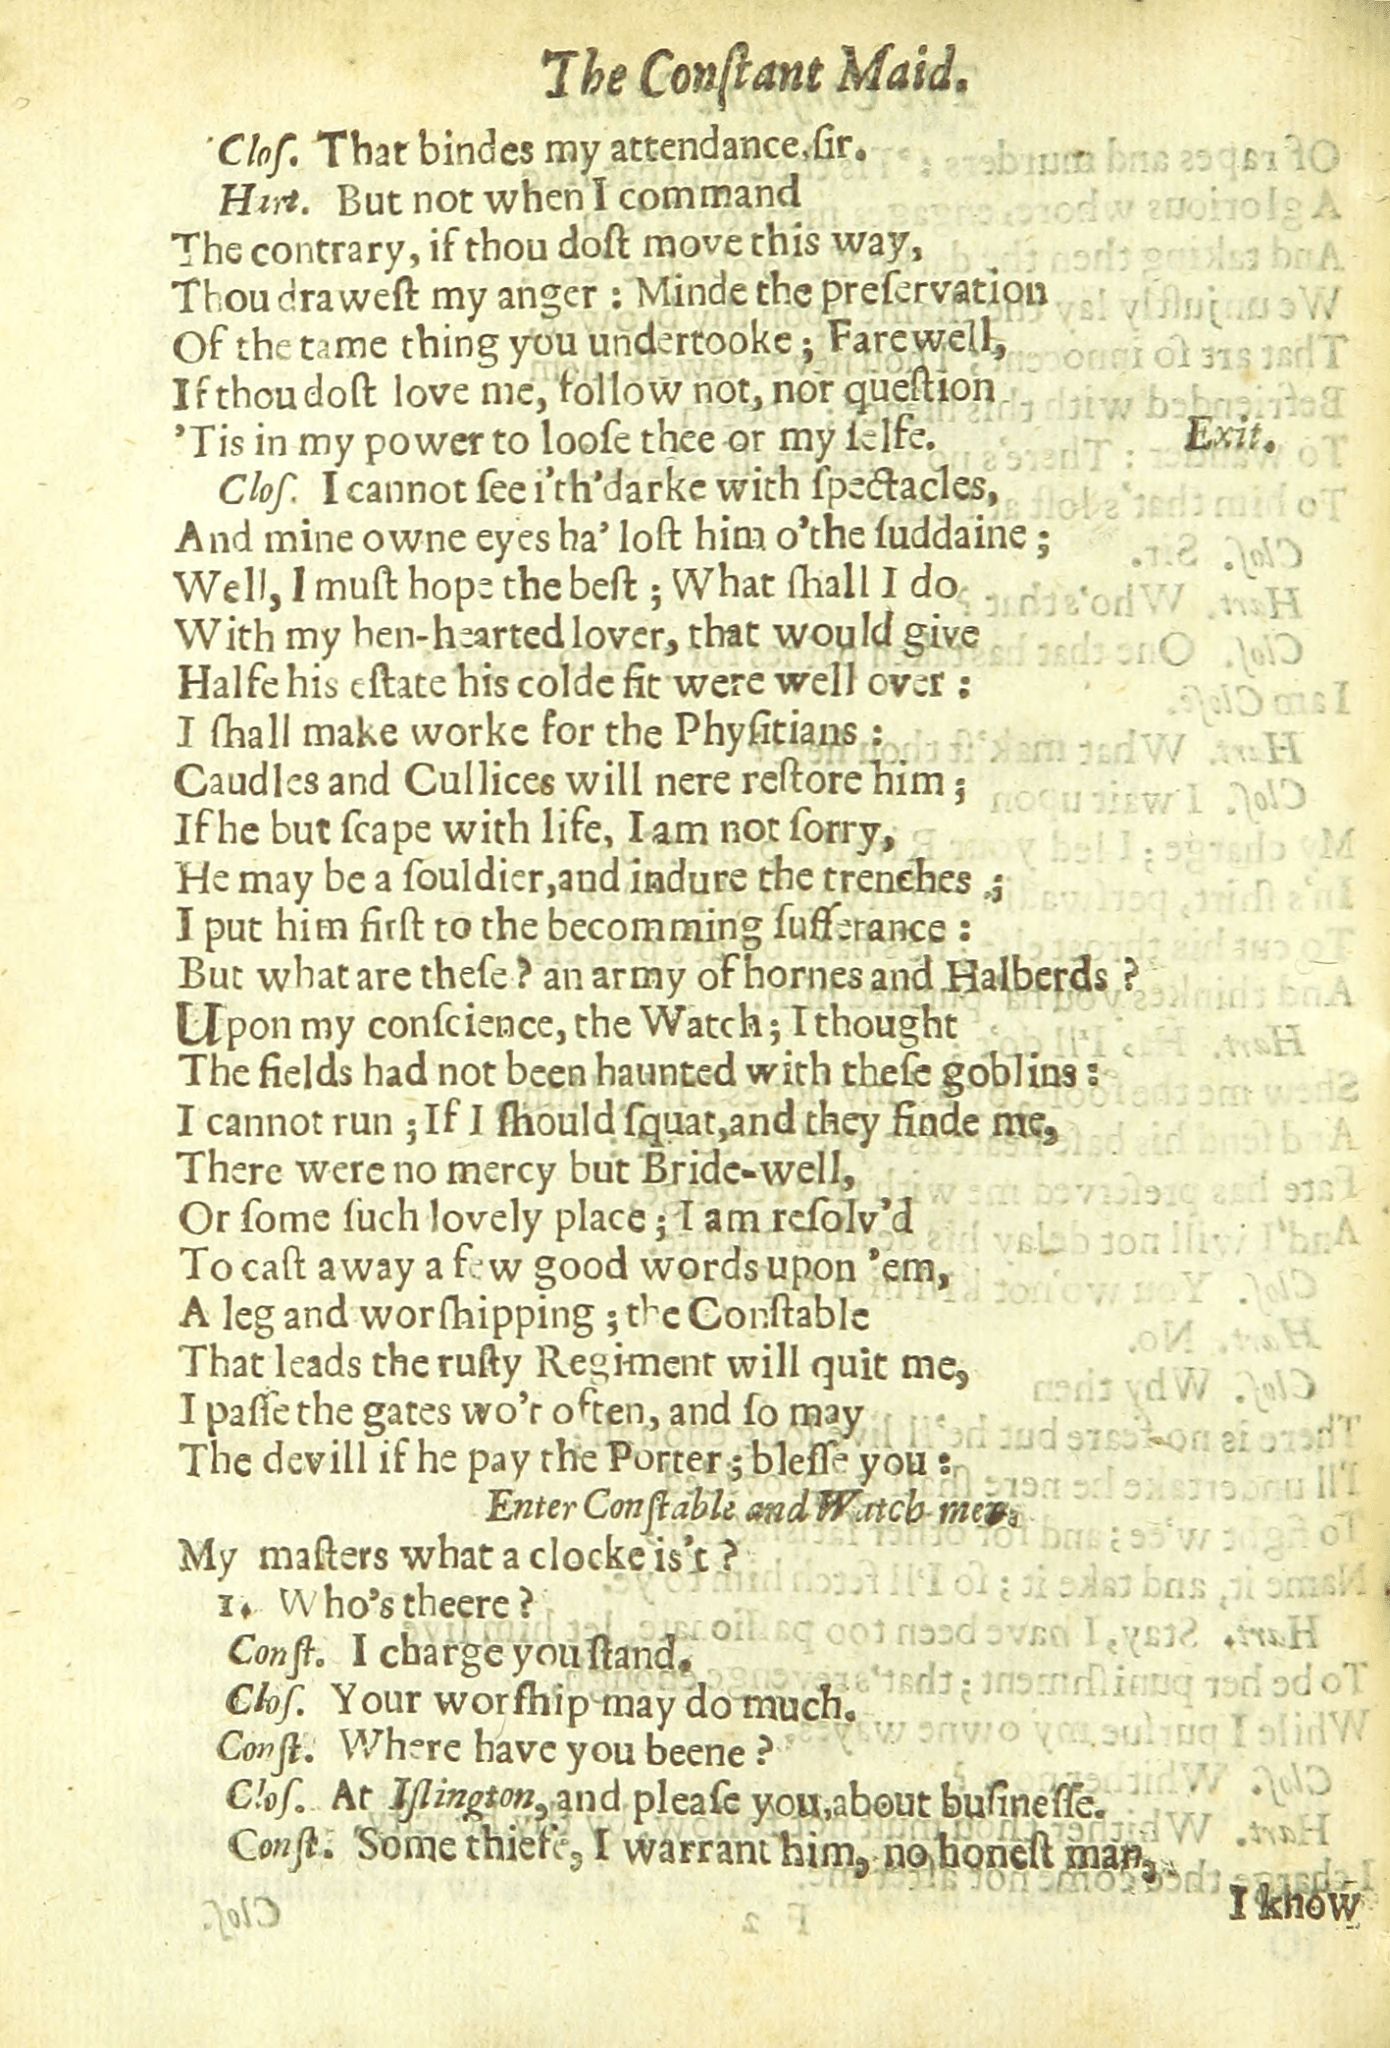 The Conſtant Maid.
Cloſ. That bindes my attendance, ſir.
Hart. But not when I command
The contrary, if thou doſt move this way,
Thou draweſt my anger : Minde the preſervation
Of the tame thing you undertooke ; Farewell,
If thou doſt love me, follow not, nor queſtion
'Tis in my power to looſe thee or my ſelfe. Exit.
Cloſ. I cannot ſee i'th'darke with ſpectacles,
And mine owne eyes ha' loſt him o'the ſuddaine ;
Well, I muſt hope the beſt ; What ſhall I do
With my hen-hearted lover, that would give
Halfe his eſtate his colde fit were well over :
I ſhall make worke for the Phyſitians :
Caudles and Cullices will nere reſtore him ;
If he but ſcape with life, I am not ſorry,
He may be a ſouldier, and indure the trenches ;
I put him firſt to the becomming ſufferance :
But what are theſe ? an army of hornes and Halberds ?
Upon my conſcience, the Watch ; I thought
The fields had not been haunted with theſe goblins :
I cannot run ; If I ſhould ſquat, and they finde me,
There were no mercy but Bride-well,
Or ſome ſuch lovely place ; I am reſolv'd
To caſt away a few good words upon 'em,
A leg and worſhipping ; the Conſtable
That leads the ruſty Regiment will quit me,
I paſſe the gates wo't often, and ſo may
The devill if he pay the Porter ; bleſſe you :
Enter Conſtable and Watch-men.
My maſters what a clocke is't ?
1. Who's theere ?
Conſt. I charge you ſtand.
Cloſ. Your worſhip may do much.
Conſt. Where have you beene ?
Cloſ. At Iſlington, and pleaſe you, about buſineſſe.
Conſt. Some thiefe, I warrant him, no honeſt man,
I know